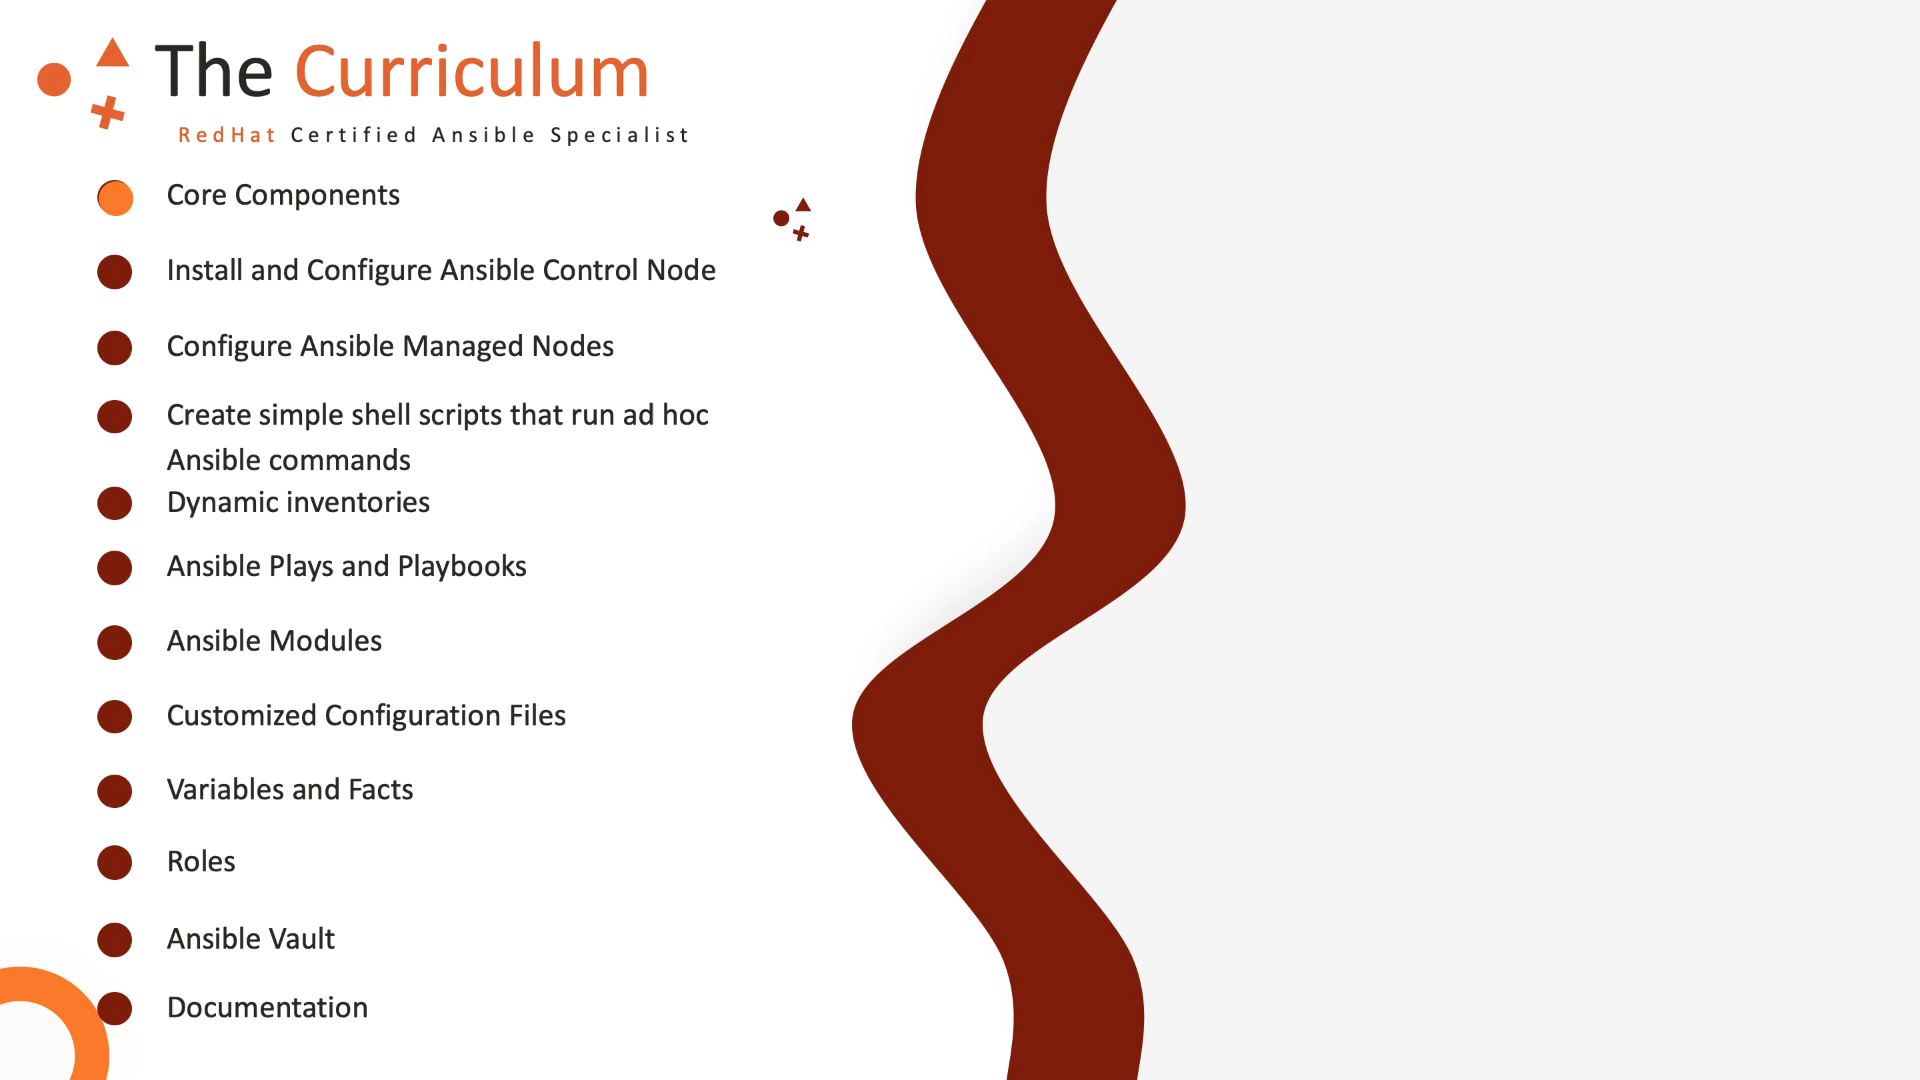 The Curriculum
RedHat Certified Ansible Specialist
Core Components
Install and Configure Ansible Control Node
Configure Ansible Managed Nodes
Create simple shell scripts that run ad hoc
Ansible commands
Dynamic inventories
Ansible Plays and Playbooks
Ansible Modules
Customized Configuration Files
Variables and Facts
Roles
Ansible Vault
Documentation